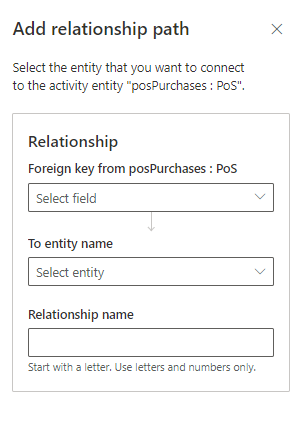 Add relationship path
Select the entity that you want to connect
to the activity entity "posPurchases : PoS".
Relationship
Foreign key from posPurchases : PoS
Select field
To entity name
Select entity
Relationship name
Start with a letter. Use letters and numbers only.